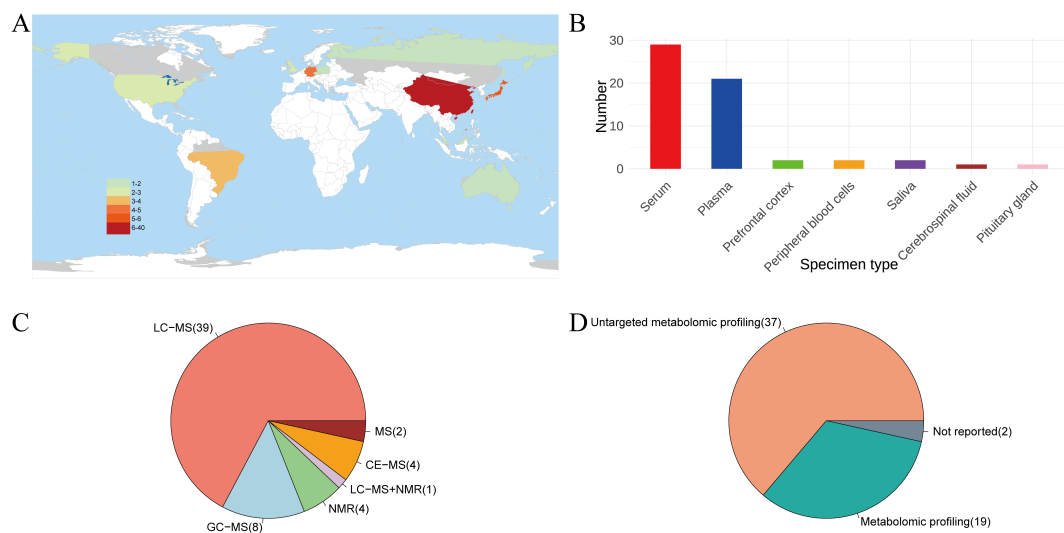 A
1-2
2-3
3-4
4-5
5-6
6-40
B
Number
30
20
10
0
Serum
Plasma
Prefrontal cortex
Peripheral blood cells
Saliva
Cerebrospinal fluid
Pituitary gland
Specimen type
C
LC−MS(39)
MS(2)
CE−MS(4)
LC−MS+NMR(1)
NMR(4)
GC−MS(8)
D
Untargeted metabolomic profiling(37)
Not reported(2)
Metabolomic profiling(19)